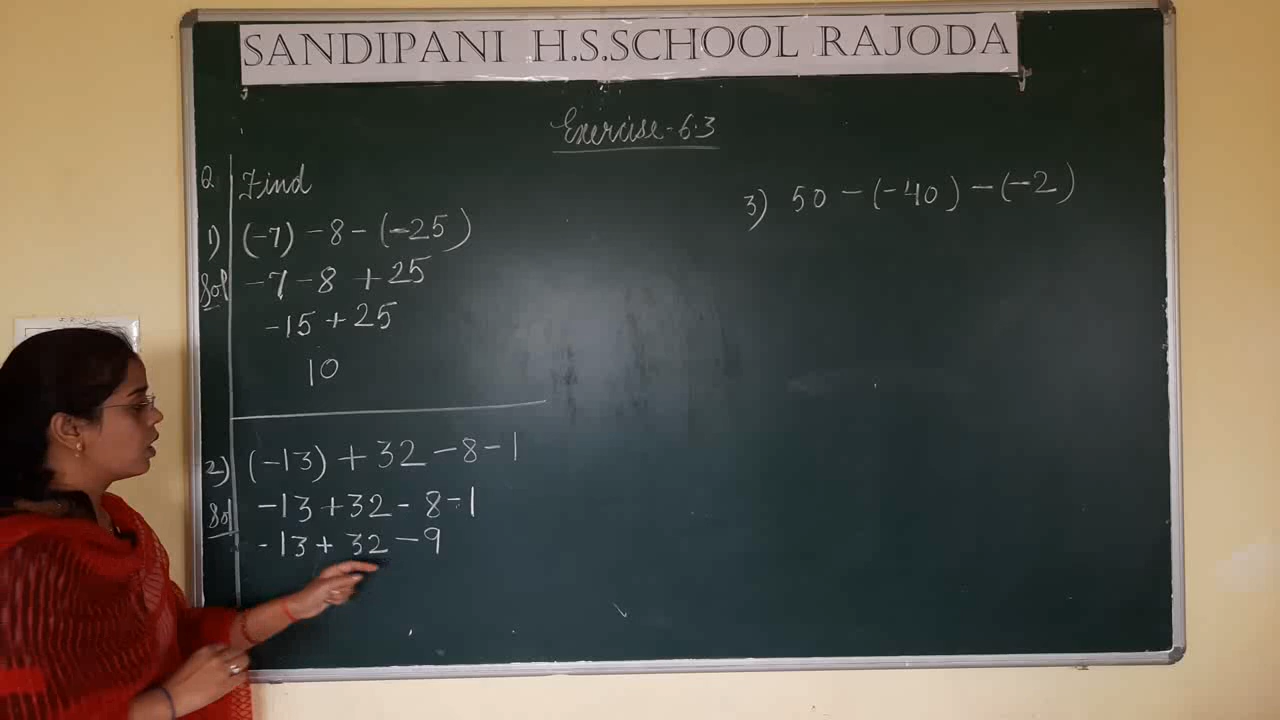 SANDIPANI H.S.SCHOOL RAJODA
Exercise-6.3
Q Find
1) (-7) -8 - (-25)
Sol -7 -8 +25
-15 +25
10
2) (-13) + 32 -8 -1
Sol -13 +32 - 8 -1
-13 + 32 -9
3) 50 - (-40) - (-2)